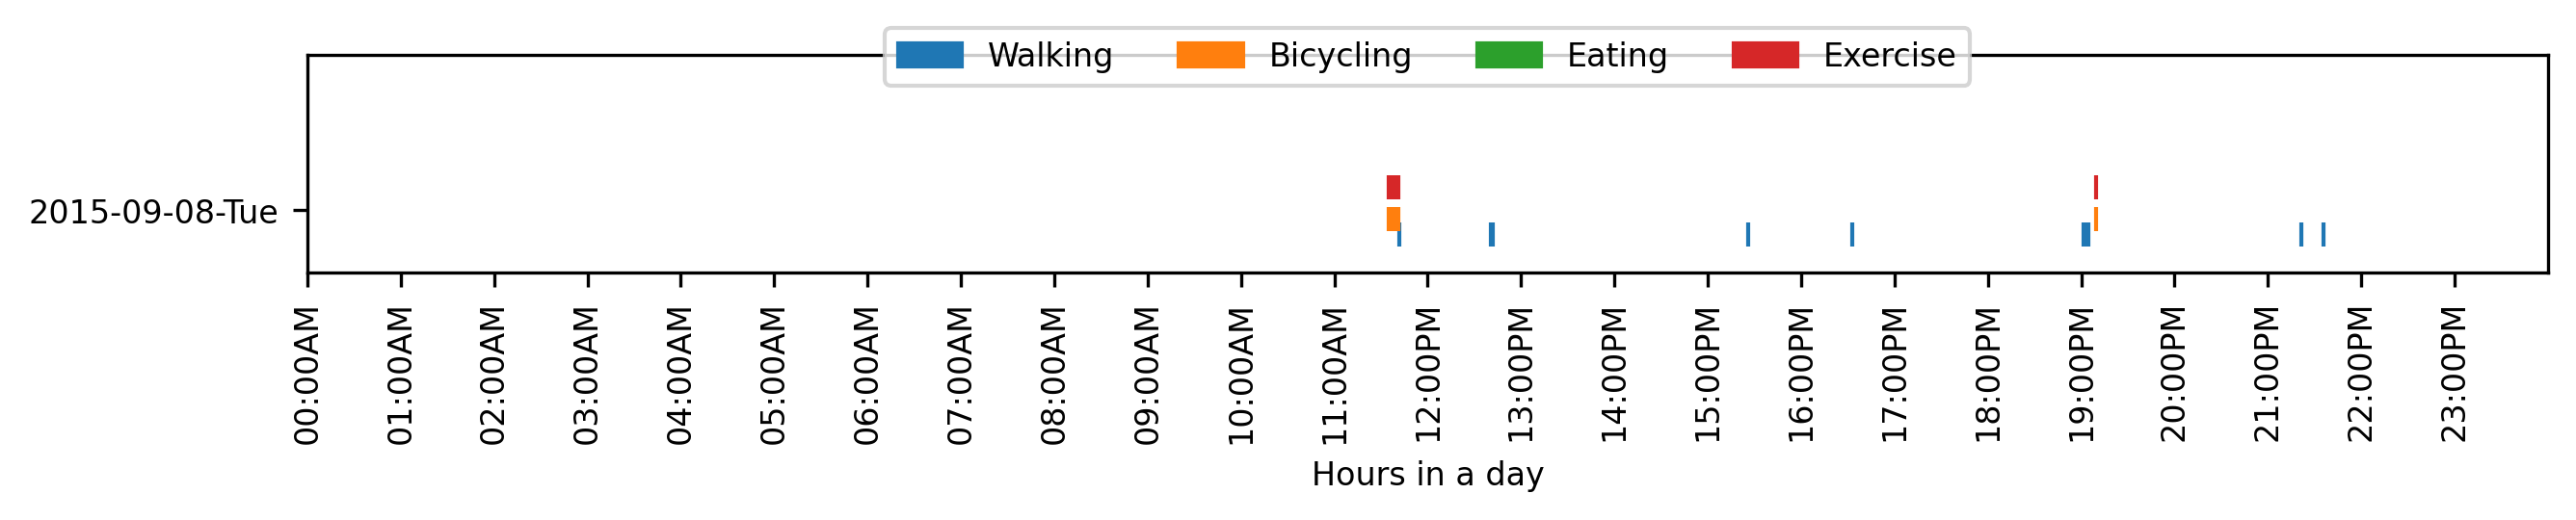 Walking Bicycling Eating Exercise
2015-09-08-Tue
00:00AM 01:00AM 02:00AM 03:00AM 04:00AM 05:00AM 06:00AM 07:00AM 08:00AM 09:00AM 10:00AM 11:00AM 12:00PM 13:00PM 14:00PM 15:00PM 16:00PM 17:00PM 18:00PM 19:00PM 20:00PM 21:00PM 22:00PM 23:00PM
Hours in a day